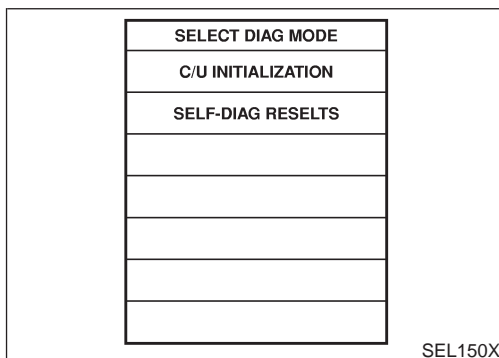 SELECT DIAG MODE
C/U INITIALIZATION
SELF-DIAG RESELTS
SEL150X